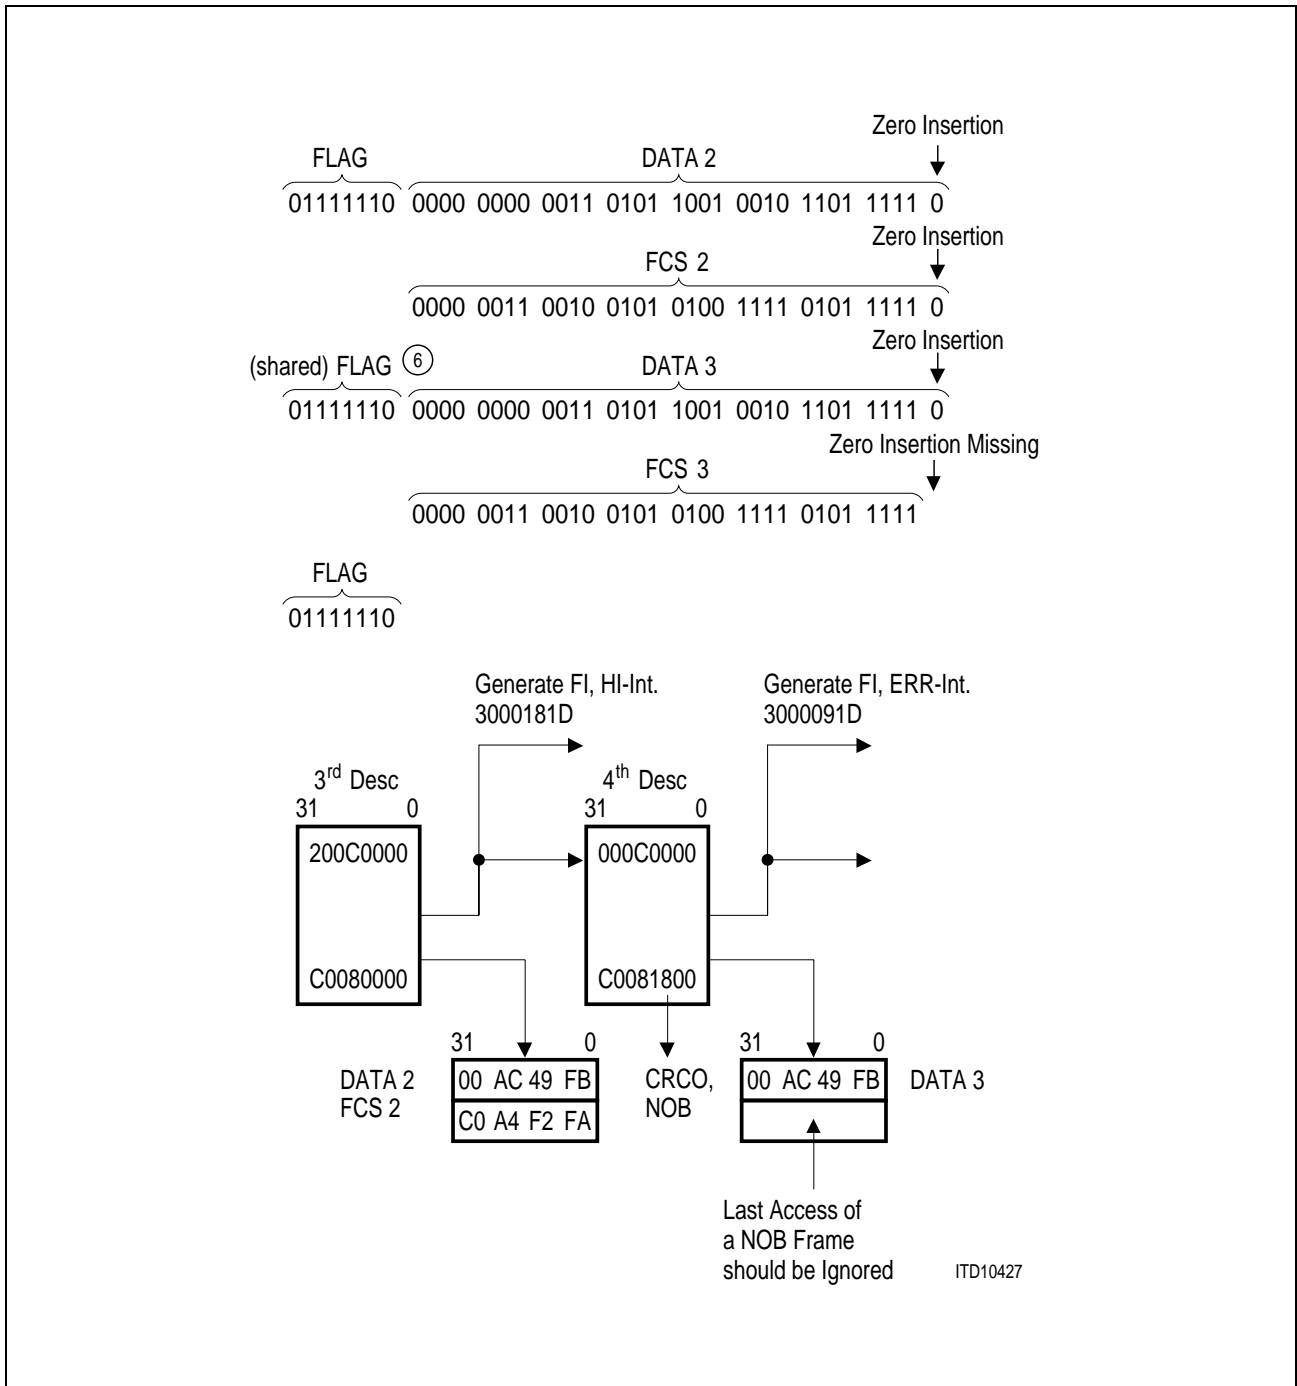 Zero Insertion
FLAG DATA 2
01111110 0000 0000 0011 0101 1001 0010 1101 1111 0
Zero Insertion
FCS 2
0000 0011 0010 0101 0100 1111 0101 1111 0
Zero Insertion
(shared) FLAG 6 DATA 3
01111110 0000 0000 0011 0101 1001 0010 1101 1111 0
Zero Insertion Missing
FCS 3
0000 0011 0010 0101 0100 1111 0101 1111
FLAG
01111110
Generate FI, HI-Int.
3000181D
Generate FI, ERR-Int.
3000091D
3rd Desc
31 0
200C0000
C0080000
4th Desc
31 0
000C0000
C0081800
31 0
DATA 2 00 AC 49 FB
FCS 2 C0 A4 F2 FA
CRCO,
NOB
31 0
00 AC 49 FB DATA 3
Last Access of
a NOB Frame
should be Ignored
ITD10427